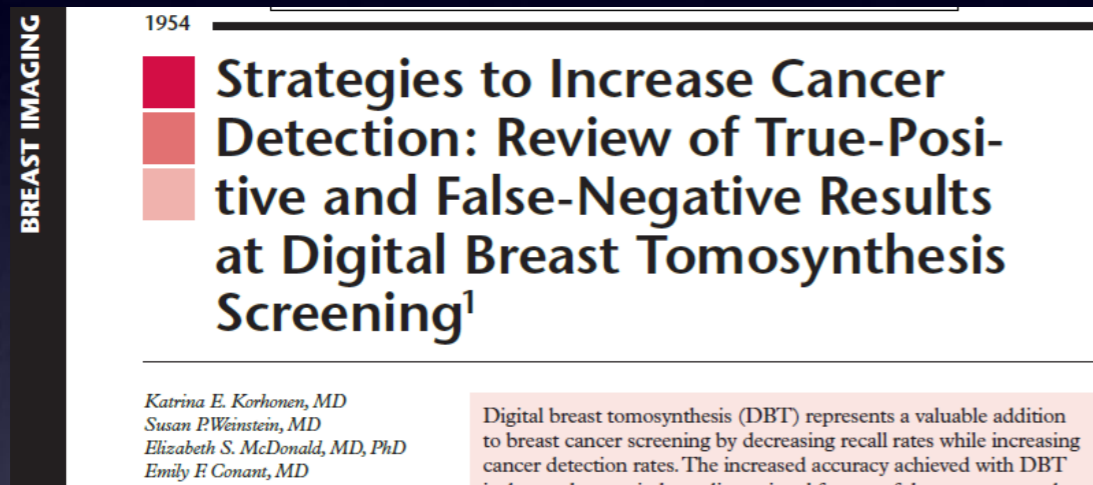 1954
BREAST IMAGING
Strategies to Increase Cancer
Detection: Review of True-Posi-
tive and False-Negative Results
at Digital Breast Tomosynthesis
Screening¹
Katrina E. Korhonen, MD
Susan P. Weinstein, MD
Elizabeth S. McDonald, MD, PhD
Emily F. Conant, MD
Digital breast tomosynthesis (DBT) represents a valuable addition
to breast cancer screening by decreasing recall rates while increasing
cancer detection rates. The increased accuracy achieved with DBT